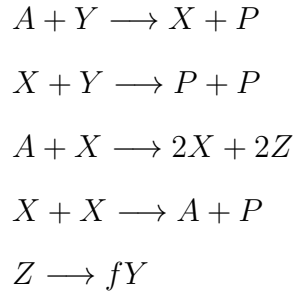 A + Y ⟶ X + P
X + Y ⟶ P + P
A + X ⟶ 2X + 2Z
X + X ⟶ A + P
Z ⟶ fY